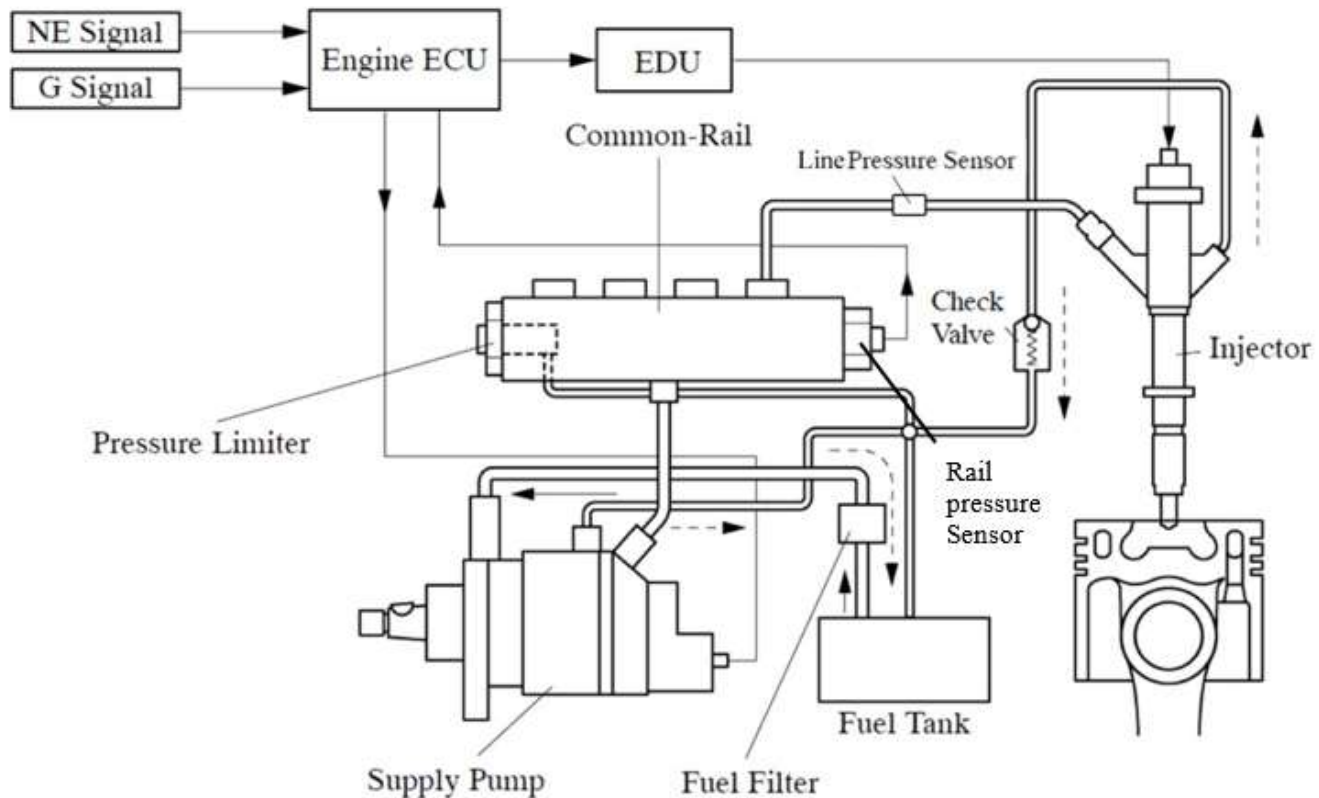 NE Signal
G Signal
Engine ECU
EDU
Common-Rail
Line Pressure Sensor
Check
Valve
Injector
Pressure Limiter
Rail
pressure
Sensor
Fuel Tank
Supply Pump
Fuel Filter